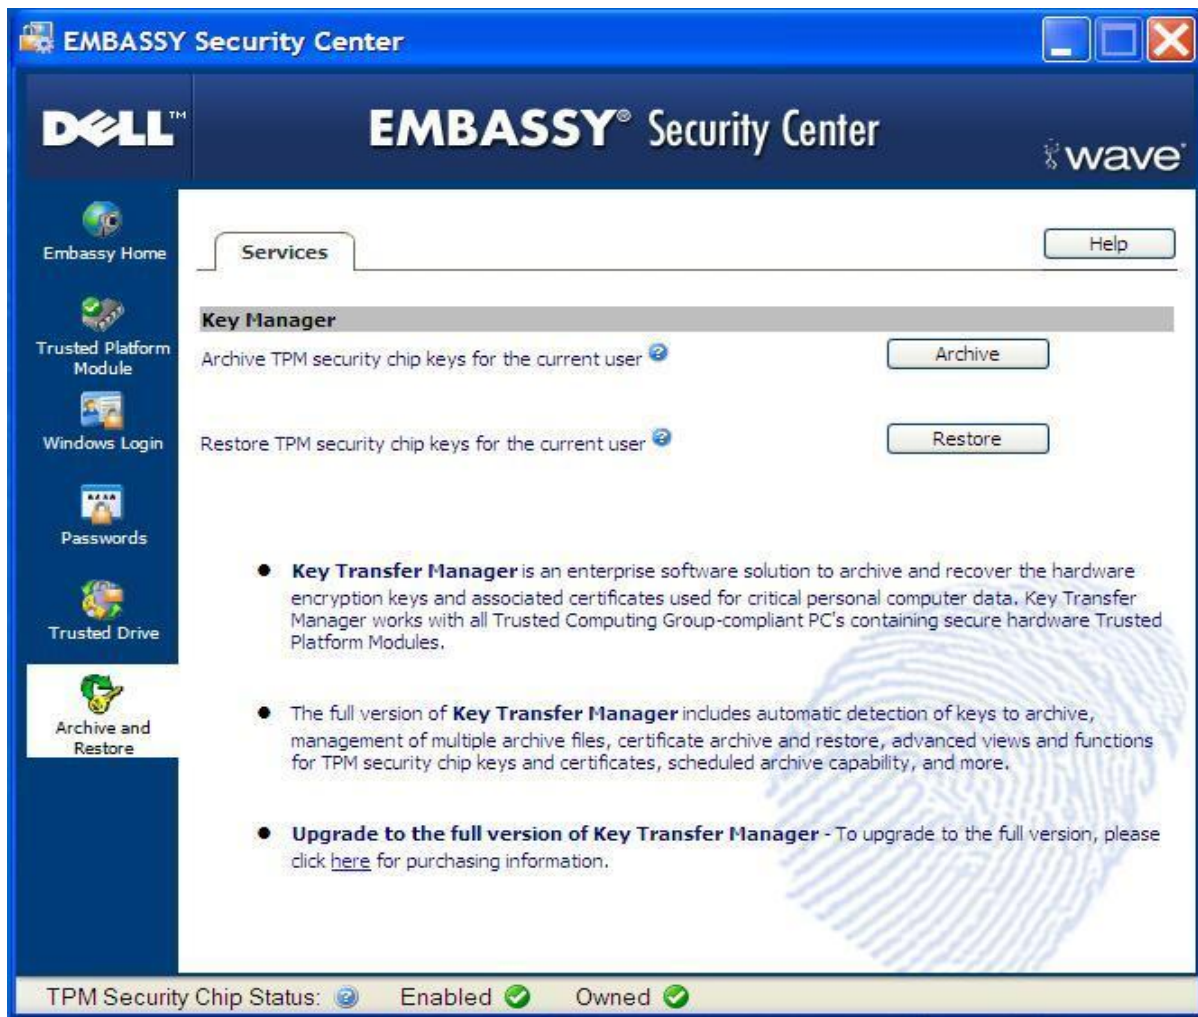 EMBASSY Security Center
DELL™
EMBASSY® Security Center
wave
Embassy Home
Trusted Platform
Module
Windows Login
Passwords
Trusted Drive
Archive and
Restore
Services
Help
Key Manager
Archive TPM security chip keys for the current user
Archive
Restore TPM security chip keys for the current user
Restore
● Key Transfer Manager is an enterprise software solution to archive and recover the hardware
encryption keys and associated certificates used for critical personal computer data. Key Transfer
Manager works with all Trusted Computing Group-compliant PC's containing secure hardware Trusted
Platform Modules.
● The full version of Key Transfer Manager includes automatic detection of keys to archive,
management of multiple archive files, certificate archive and restore, advanced views and functions
for TPM security chip keys and certificates, scheduled archive capability, and more.
● Upgrade to the full version of Key Transfer Manager - To upgrade to the full version, please
click here for purchasing information.
TPM Security Chip Status: Enabled Owned